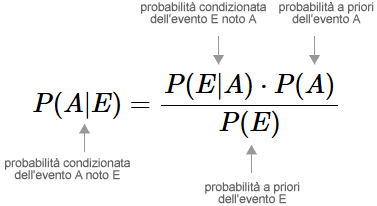 probabilità condizionata
dell'evento E noto A
probabilità a priori
dell'evento A
P(A|E) = P(E|A) · P(A) / P(E)
probabilità condizionata
dell'evento A noto E
probabilità a priori
dell'evento E